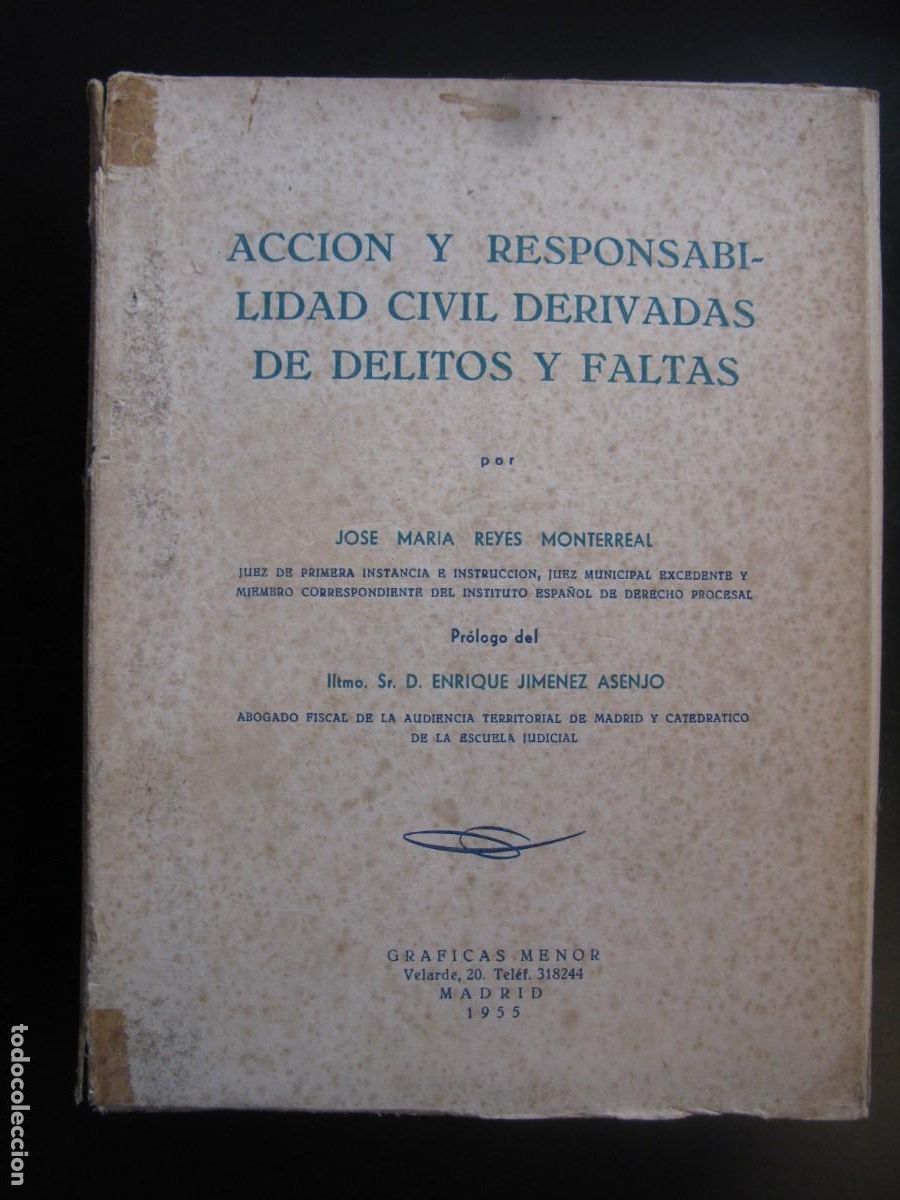 ACCION Y RESPONSABI-
LIDAD CIVIL DERIVADAS
DE DELITOS Y FALTAS
por
JOSE MARIA REYES MONTERREAL
JUEZ DE PRIMERA INSTANCIA E INSTRUCCION, JUEZ MUNICIPAL EXCEDENTE Y
MIEMBRO CORRESPONDIENTE DEL INSTITUTO ESPAÑOL DE DERECHO PROCESAL
Prólogo del
Iltmo. Sr. D. ENRIQUE JIMENEZ ASENJO
ABOGADO FISCAL DE LA AUDIENCIA TERRITORIAL DE MADRID Y CATEDRATICO
DE LA ESCUELA JUDICIAL
GRAFICAS MENOR
Velarde, 20. Teléf. 318244
MADRID
1955
todocoleccion